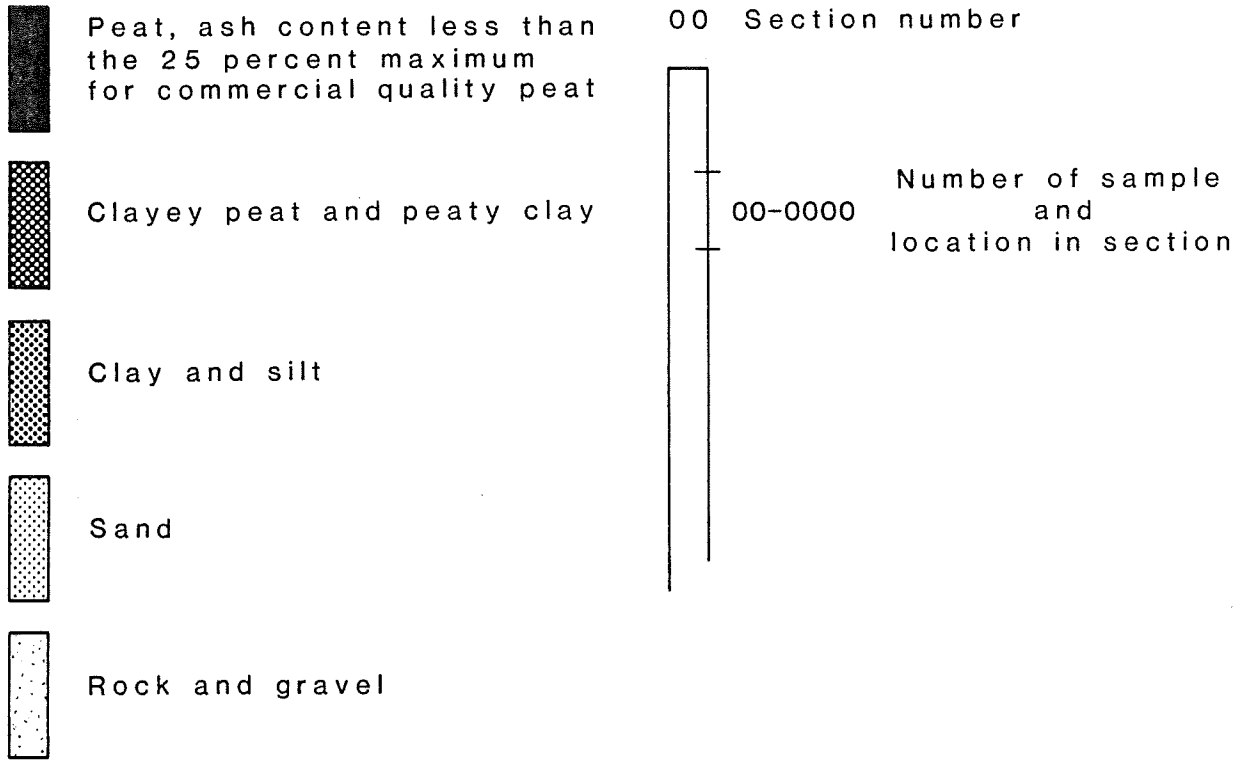 Peat, ash content less than
the 25 percent maximum
for commercial quality peat
Clayey peat and peaty clay
Clay and silt
Sand
Rock and gravel
00 Section number
00-0000
Number of sample
and
location in section